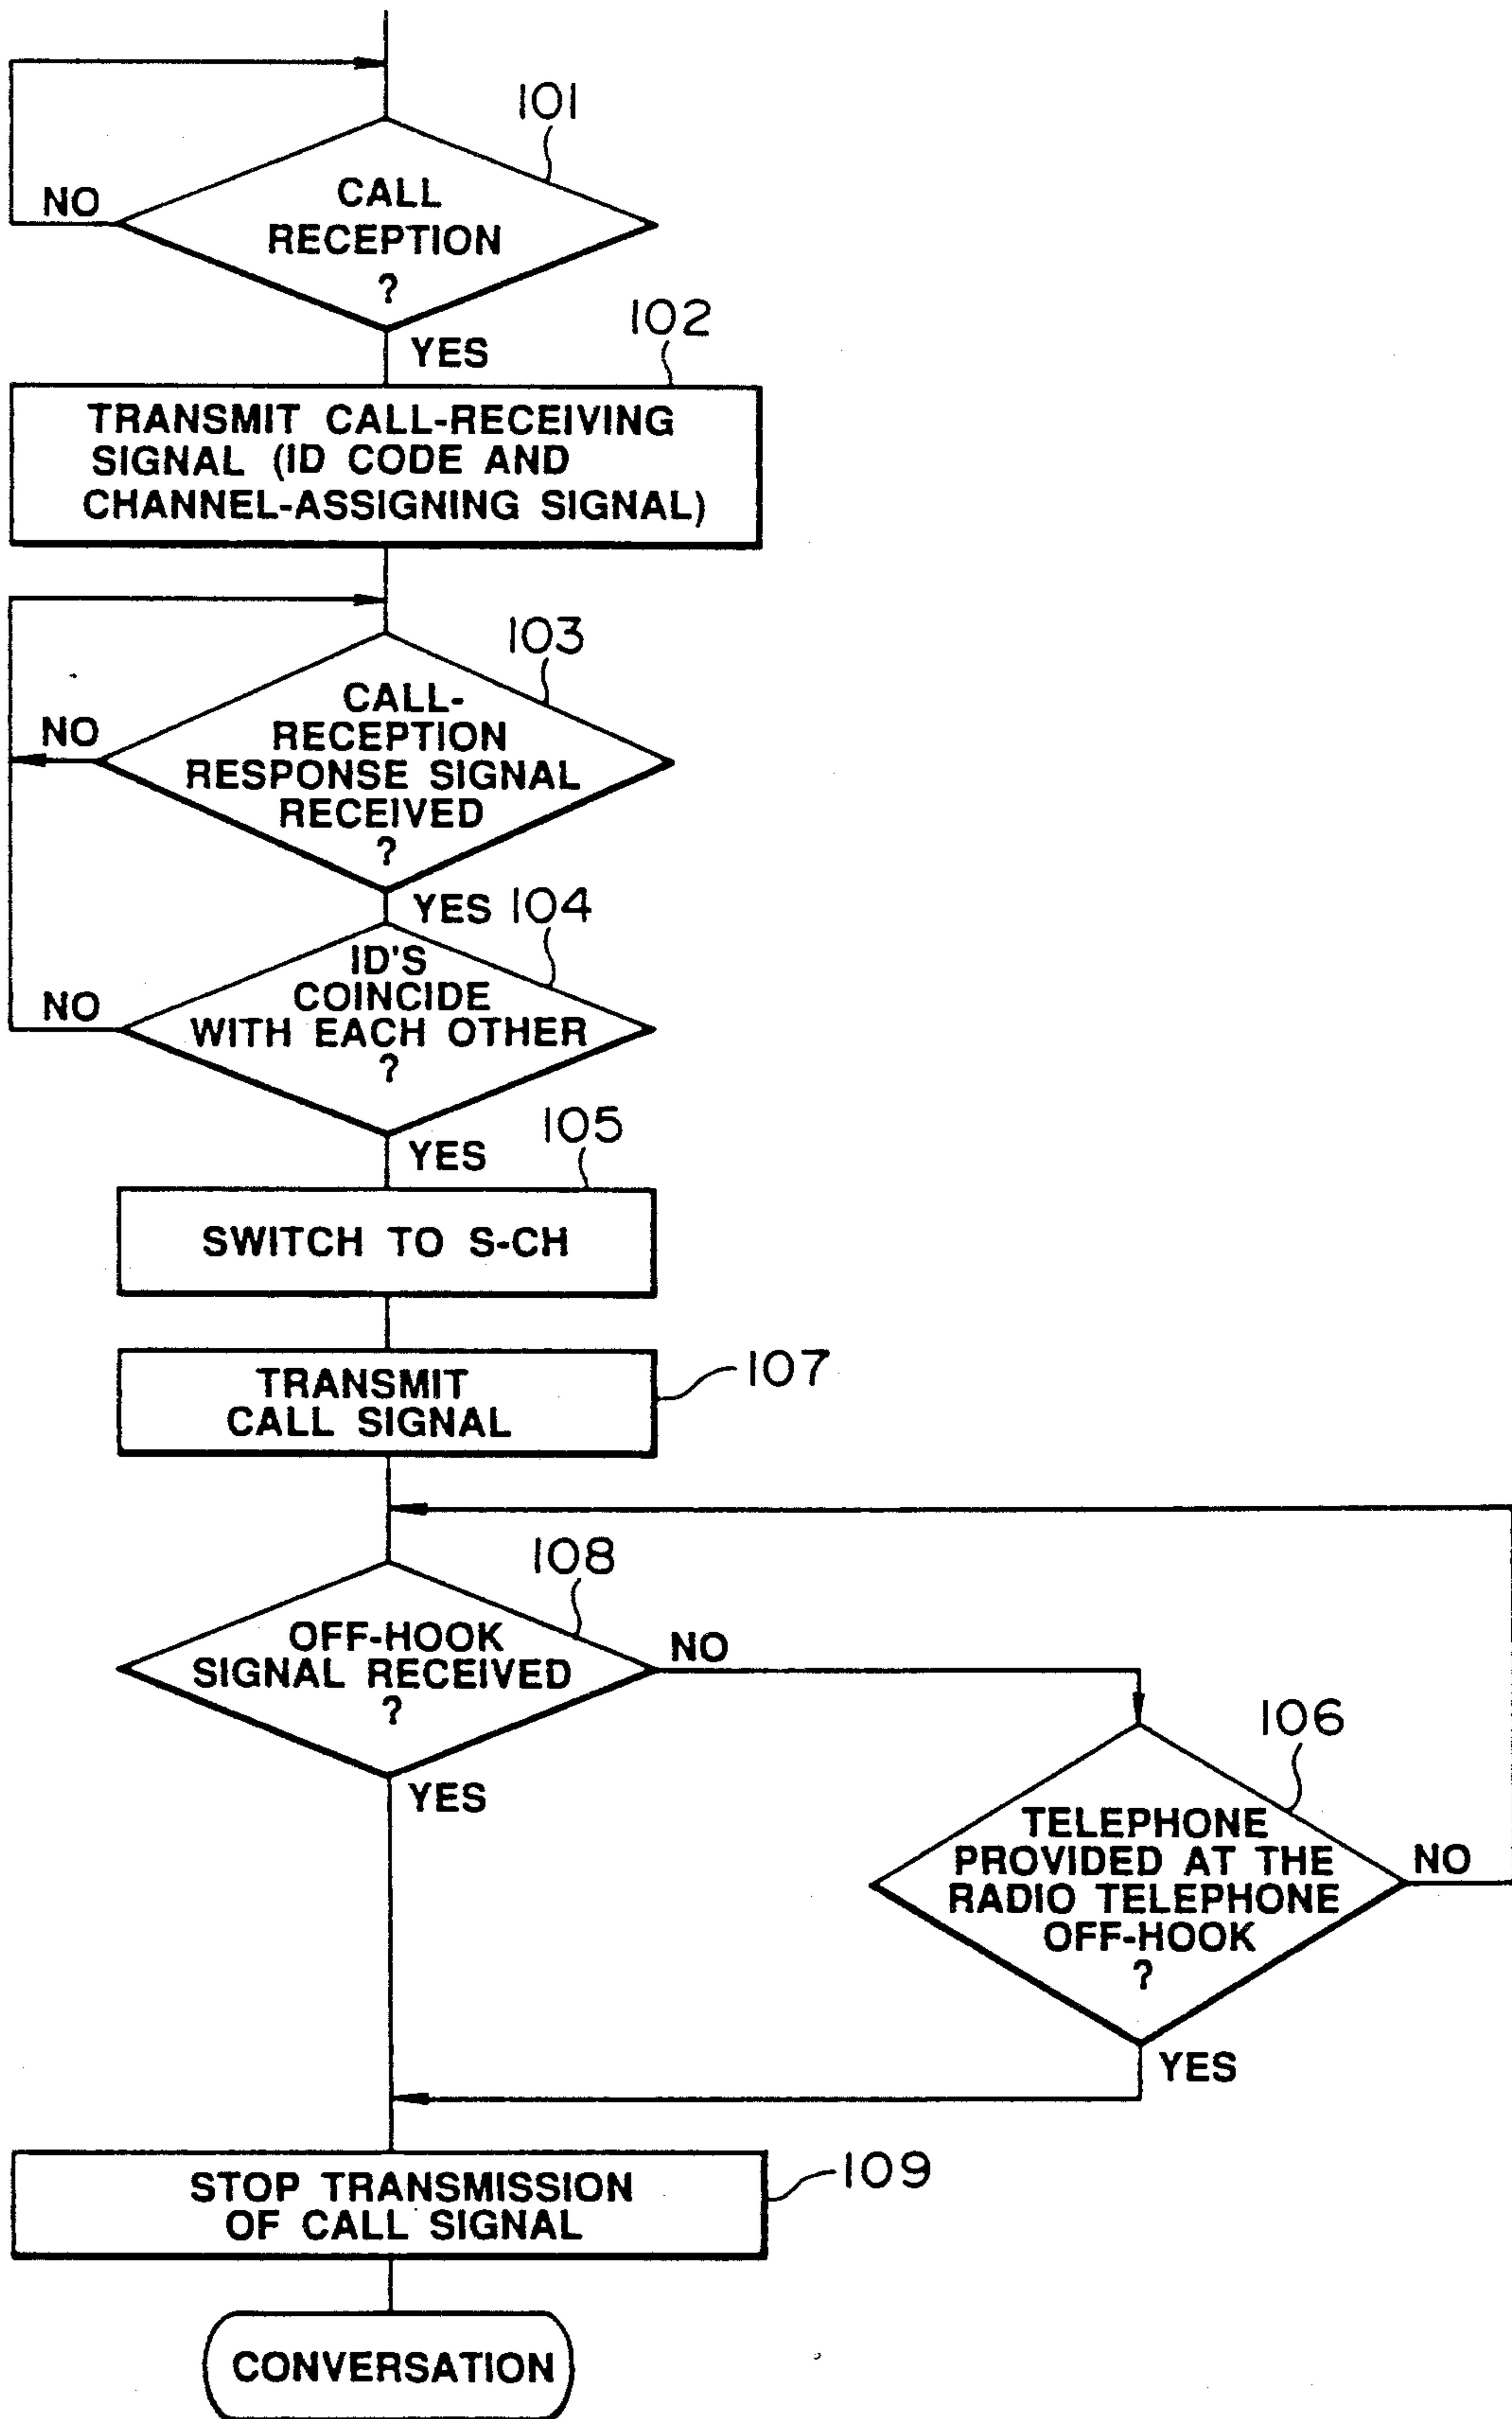 101
CALL
RECEPTION
?
NO
YES
102
TRANSMIT CALL-RECEIVING
SIGNAL (ID CODE AND
CHANNEL-ASSIGNING SIGNAL)
103
CALL-
RECEPTION
RESPONSE SIGNAL
RECEIVED
?
NO
YES
104
ID'S
COINCIDE
WITH EACH OTHER
?
NO
YES
105
SWITCH TO S-CH
TRANSMIT
CALL SIGNAL
107
108
OFF-HOOK
SIGNAL RECEIVED
?
NO
YES
106
TELEPHONE
PROVIDED AT THE
RADIO TELEPHONE
OFF-HOOK
?
NO
YES
STOP TRANSMISSION
OF CALL SIGNAL
109
CONVERSATION